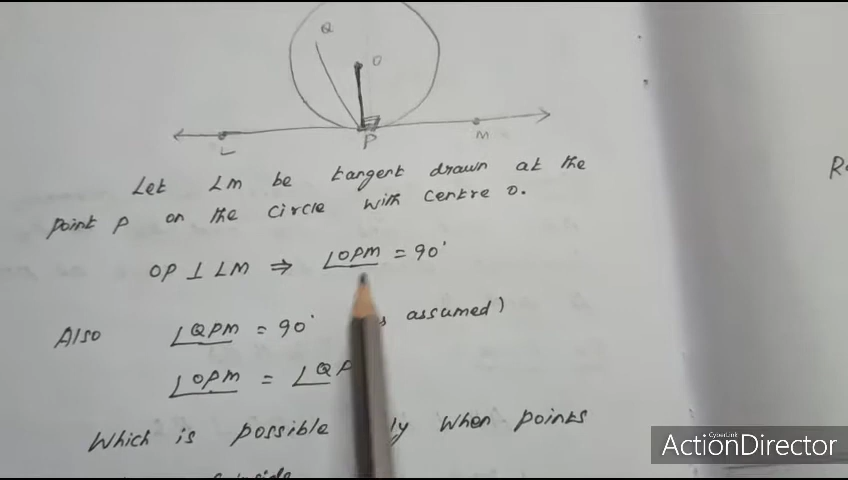 Q
O
L P M
Let LM be tangent drawn at the
point P on the circle with centre O.
OP ⊥ LM ⇒ ∠OPM = 90°
Also ∠QPM = 90° assumed)
∠OPM = ∠QP
Which is possible when points
CyberLink
ActionDirector